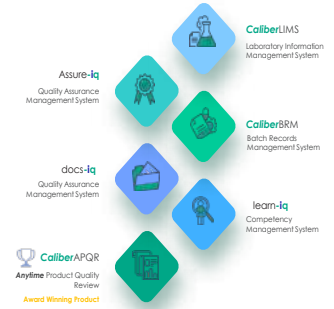 CaliberLIMS
Laboratory Information
Management System
Assure-iq
Quality Assurance
Management System
CaliberBRM
Batch Records
Management System
docs-iq
Quality Assurance
Management System
learn-iq
Competency
Management System
CaliberAPQR
Anytime Product Quality
Review
Award Winning Product